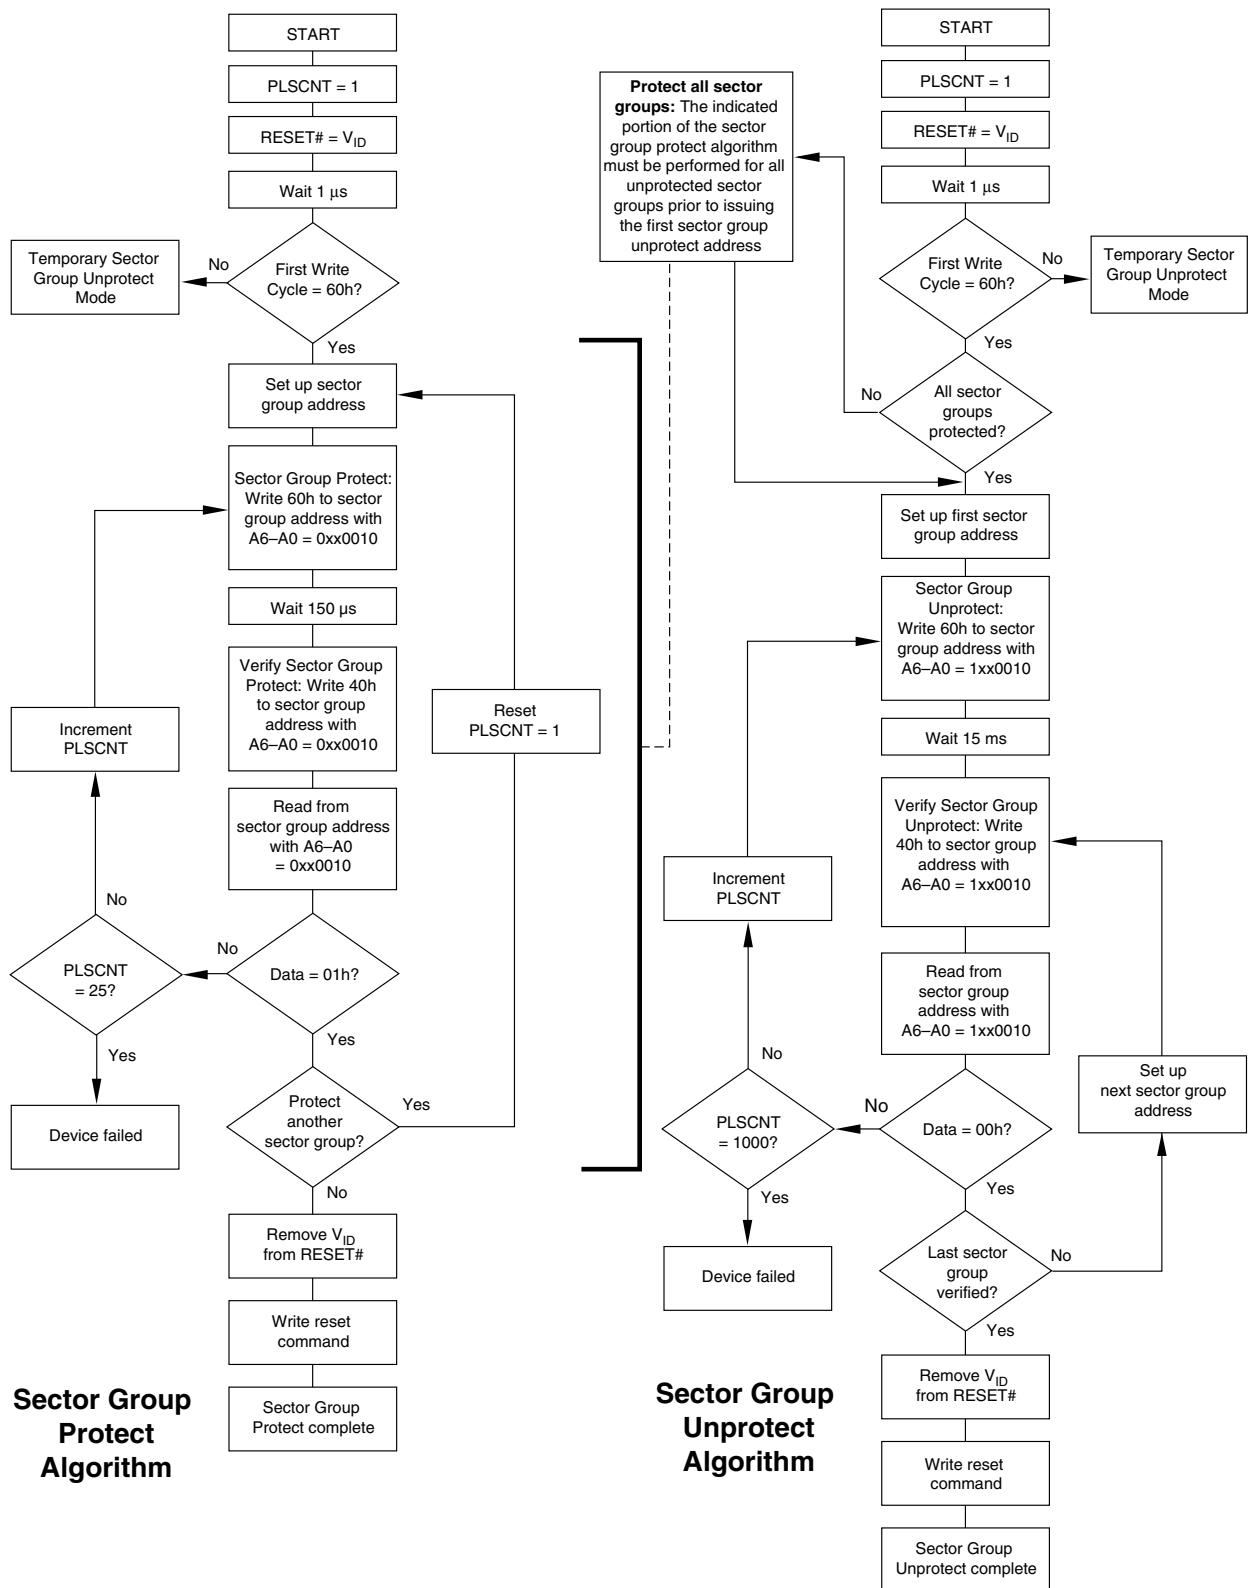 START
PLSCNT = 1
RESET# = VID
Wait 1 μs
First Write
Cycle = 60h?
No
Temporary Sector
Group Unprotect
Mode
Yes
Set up sector
group address
Sector Group Protect:
Write 60h to sector
group address with
A6–A0 = 0xx0010
Wait 150 µs
Verify Sector Group
Protect: Write 40h
to sector group
address with
A6–A0 = 0xx0010
Read from
sector group address
with A6–A0
= 0xx0010
Data = 01h?
No
PLSCNT
= 25?
No
Increment
PLSCNT
Yes
Device failed
Yes
Protect
another
sector group?
Yes
Reset
PLSCNT = 1
No
Remove VID
from RESET#
Write reset
command
Sector Group
Protect complete
Sector Group
Protect
Algorithm
Protect all sector
groups: The indicated
portion of the sector
group protect algorithm
must be performed for all
unprotected sector
groups prior to issuing
the first sector group
unprotect address
START
PLSCNT = 1
RESET# = VID
Wait 1 μs
First Write
Cycle = 60h?
No
Temporary Sector
Group Unprotect
Mode
Yes
All sector
groups
protected?
No
Yes
Set up first sector
group address
Sector Group
Unprotect:
Write 60h to sector
group address with
A6–A0 = 1xx0010
Wait 15 ms
Verify Sector Group
Unprotect: Write
40h to sector group
address with
A6–A0 = 1xx0010
Read from
sector group
address with
A6–A0 = 1xx0010
Data = 00h?
No
PLSCNT
= 1000?
No
Increment
PLSCNT
Yes
Device failed
Yes
Last sector
group
verified?
No
Set up
next sector group
address
Yes
Remove VID
from RESET#
Write reset
command
Sector Group
Unprotect complete
Sector Group
Unprotect
Algorithm